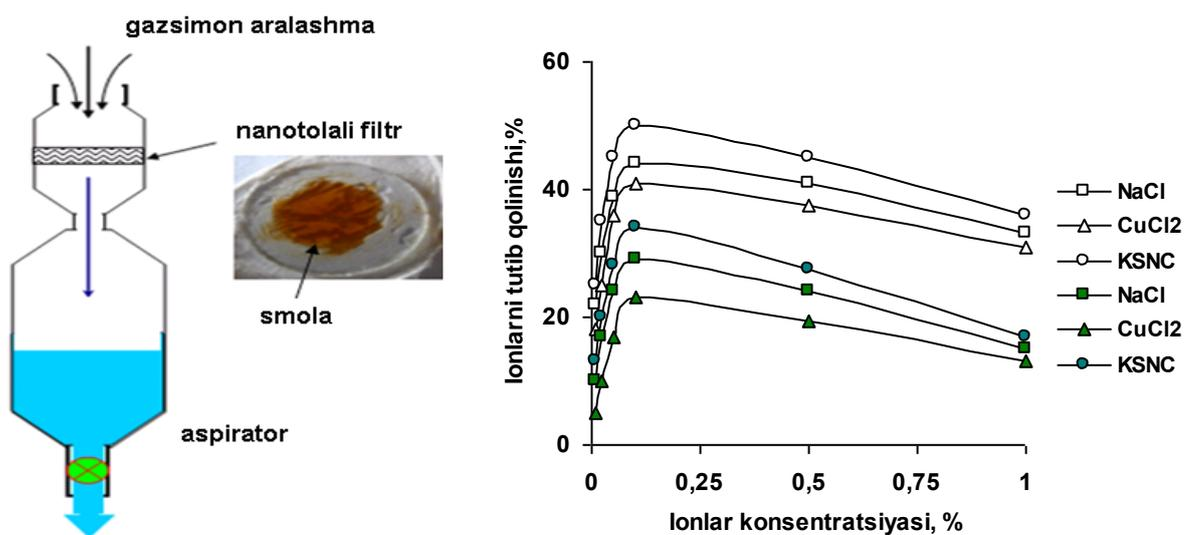 gazsimon aralashma
nanotolali filtr
smola
aspirator
Ionlarni tutib qolinishi,%
60
40
20
0
0
0,25
0,5
0,75
1
Ionlar konsentratsiyasi, %
NaCl
CuCl2
KSNC
NaCl
CuCl2
KSNC